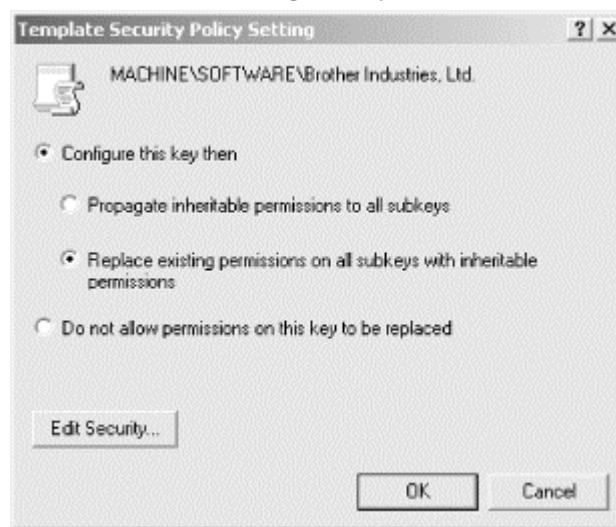 Template Security Policy Setting
? ×
MACHINE\SOFTWARE\Brother Industries, Ltd.
Configure this key then
Propagate inheritable permissions to all subkeys
Replace existing permissions on all subkeys with inheritable
permissions
Do not allow permissions on this key to be replaced
Edit Security...
OK
Cancel